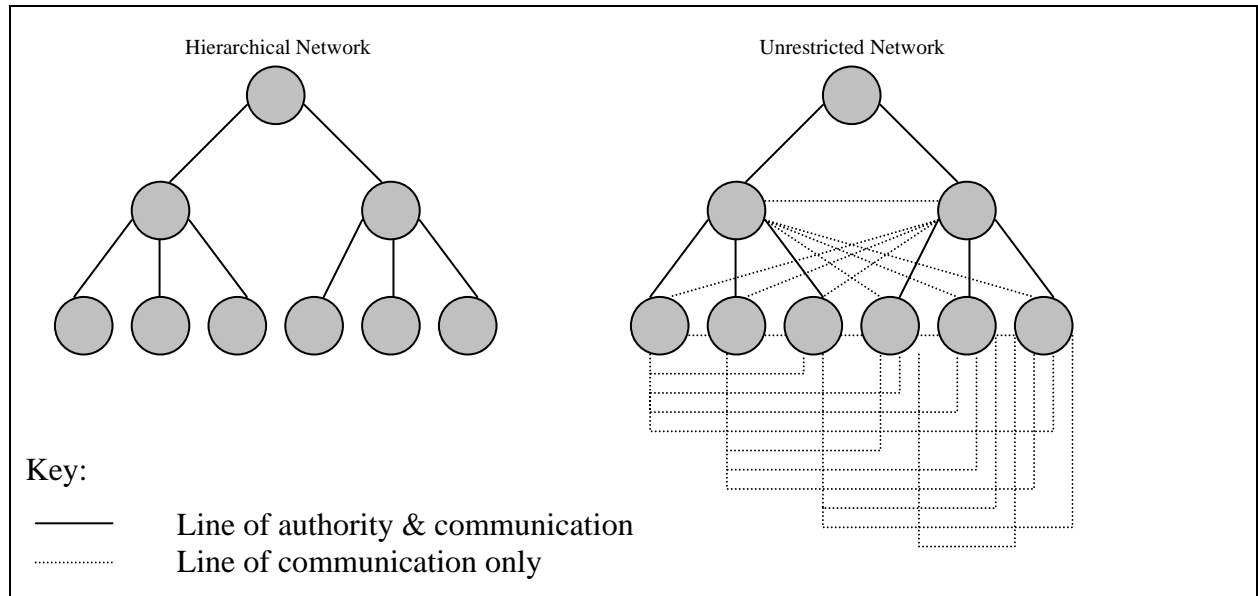 Hierarchical Network
Unrestricted Network
Key:
Line of authority & communication
Line of communication only